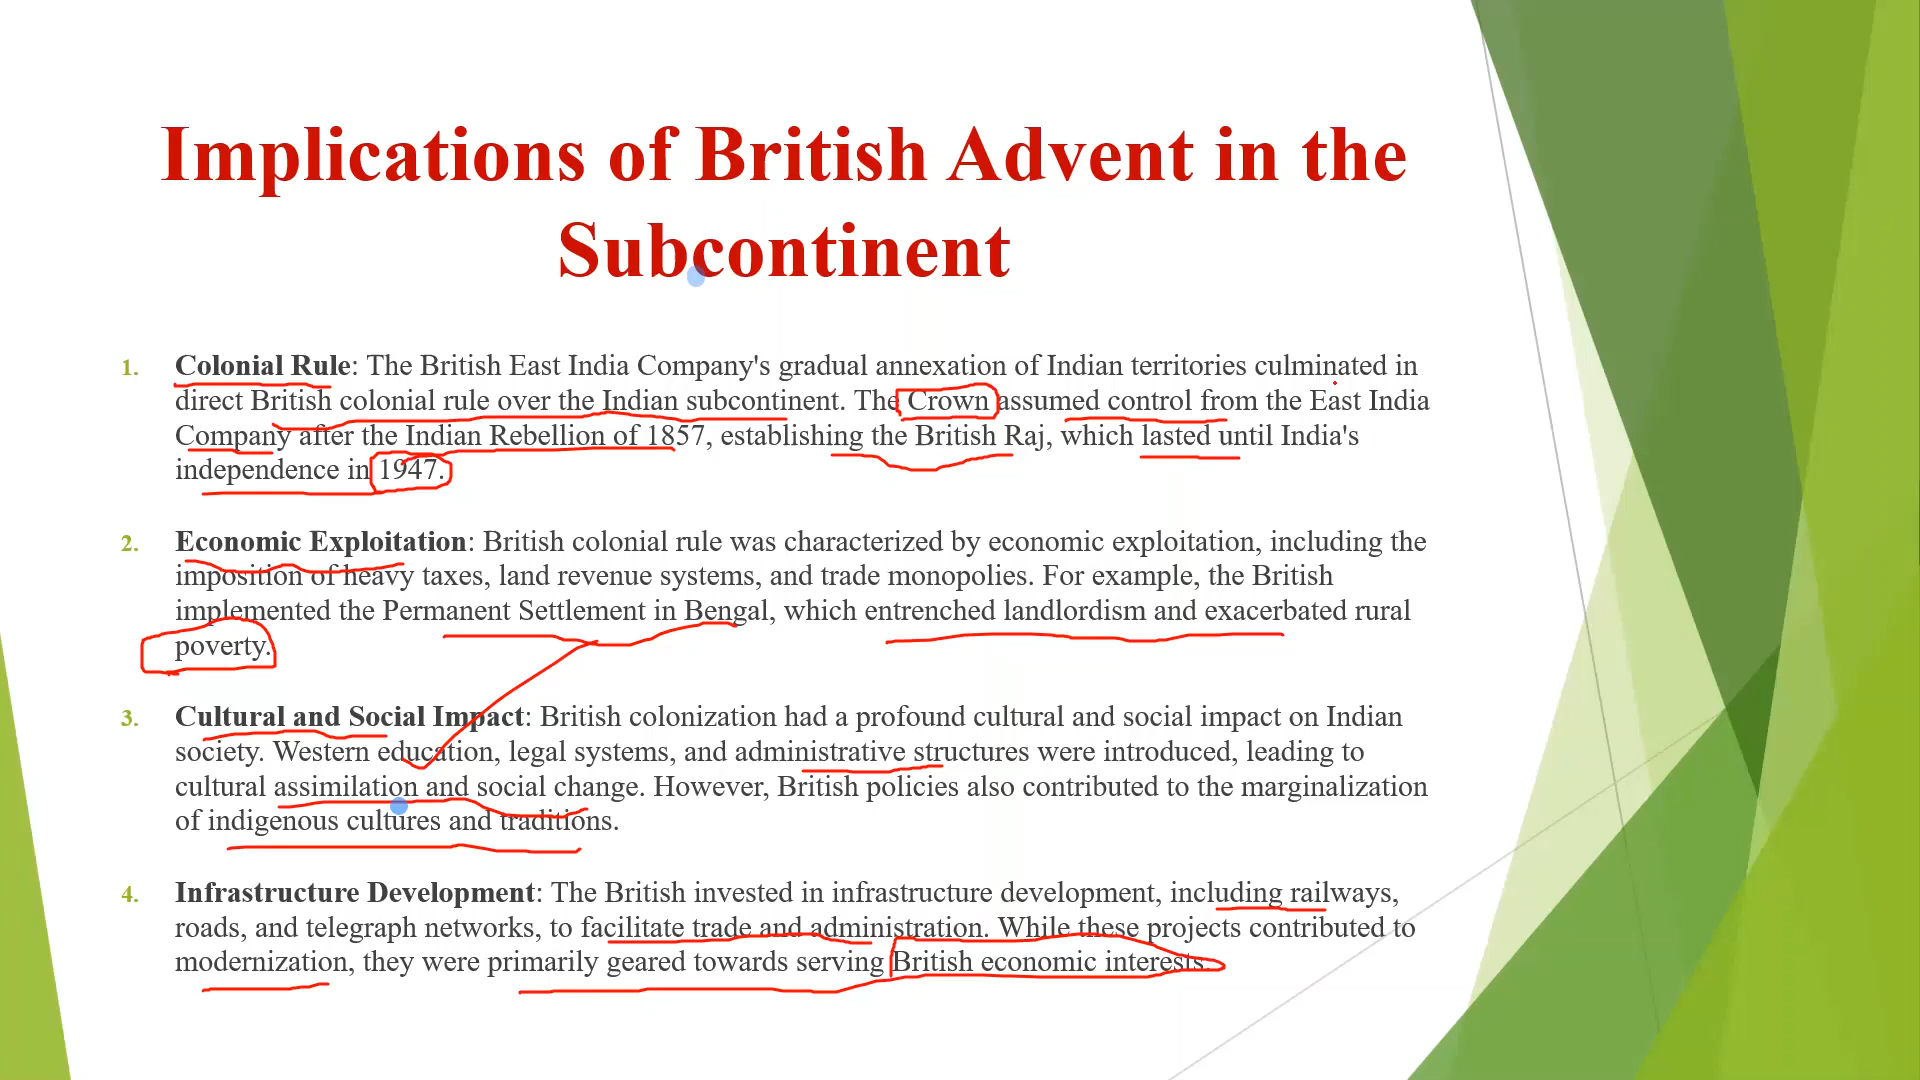 Implications of British Advent in the
Subcontinent
1. Colonial Rule: The British East India Company's gradual annexation of Indian territories culminated in
direct British colonial rule over the Indian subcontinent. The Crown assumed control from the East India
Company after the Indian Rebellion of 1857, establishing the British Raj, which lasted until India's
independence in 1947.
2. Economic Exploitation: British colonial rule was characterized by economic exploitation, including the
imposition of heavy taxes, land revenue systems, and trade monopolies. For example, the British
implemented the Permanent Settlement in Bengal, which entrenched landlordism and exacerbated rural
poverty.
3. Cultural and Social Impact: British colonization had a profound cultural and social impact on Indian
society. Western education, legal systems, and administrative structures were introduced, leading to
cultural assimilation and social change. However, British policies also contributed to the marginalization
of indigenous cultures and traditions.
4. Infrastructure Development: The British invested in infrastructure development, including railways,
roads, and telegraph networks, to facilitate trade and administration. While these projects contributed to
modernization, they were primarily geared towards serving British economic interests.